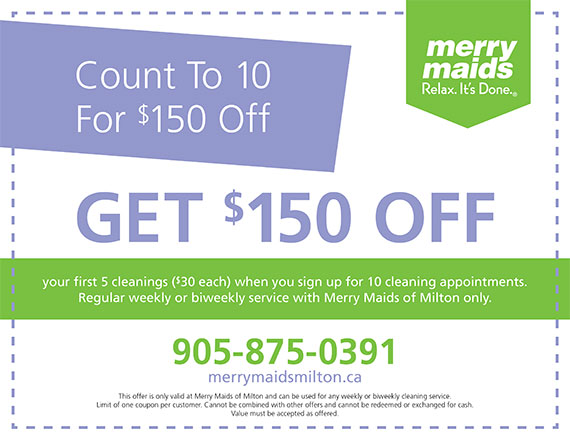 Count To 10
For $150 Off
merry
maids
Relax. It's Done.®
GET $150 OFF
your first 5 cleanings ($30 each) when you sign up for 10 cleaning appointments.
Regular weekly or biweekly service with Merry Maids of Milton only.
905-875-0391
merrymaidsmilton.ca
This offer is only valid at Merry Maids of Milton and can be used for any weekly or biweekly cleaning service.
Limit of one coupon per customer. Cannot be combined with other offers and cannot be redeemed or exchanged for cash.
Value must be accepted as offered.